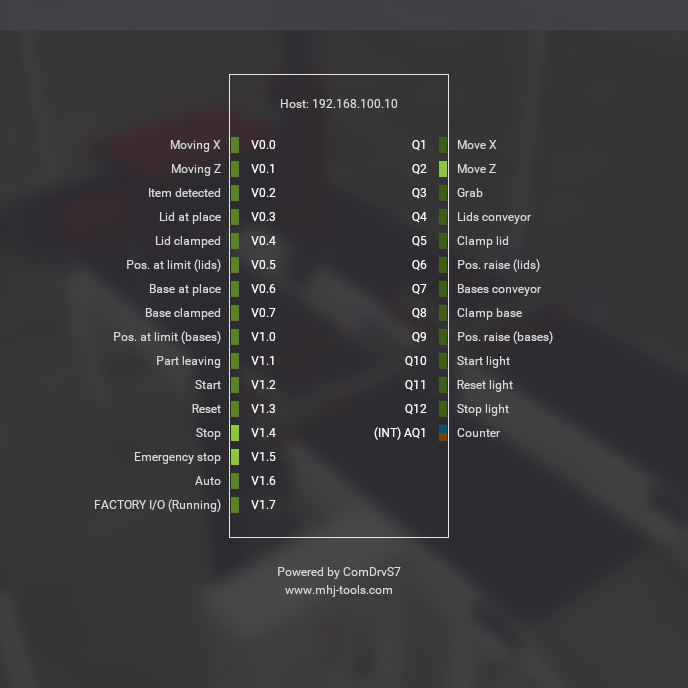 Host: 192.168.100.10
Moving X V0.0 Q1 Move X
Moving Z V0.1 Q2 Move Z
Item detected V0.2 Q3 Grab
Lid at place V0.3 Q4 Lids conveyor
Lid clamped V0.4 Q5 Clamp lid
Pos. at limit (lids) V0.5 Q6 Pos. raise (lids)
Base at place V0.6 Q7 Bases conveyor
Base clamped V0.7 Q8 Clamp base
Pos. at limit (bases) V1.0 Q9 Pos. raise (bases)
Part leaving V1.1 Q10 Start light
Start V1.2 Q11 Reset light
Reset V1.3 Q12 Stop light
Stop V1.4 (INT) AQ1 Counter
Emergency stop V1.5
Auto V1.6
FACTORY I/O (Running) V1.7
Powered by ComDrvS7
www.mhj-tools.com